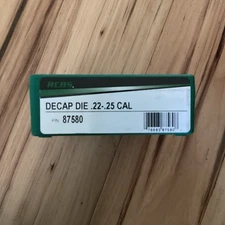 RCBS
DECAP DIE .22-.25 CAL
P/N 87580